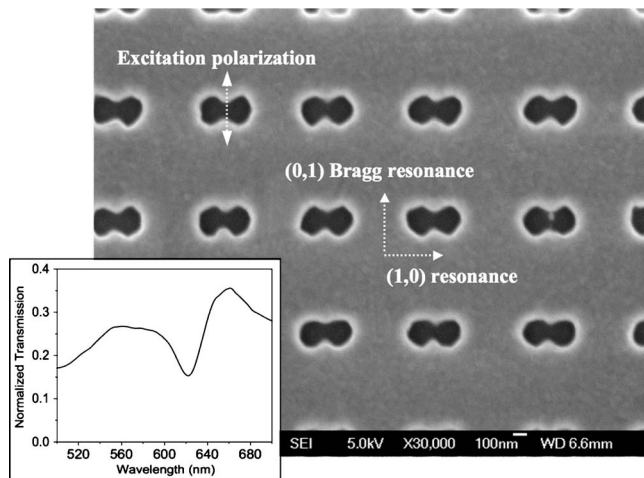 Excitation polarization
(0,1) Bragg resonance
(1,0) resonance
Normalized Transmission
0.4
0.3
0.2
0.1
0.0
520 560 600 640 680
Wavelength (nm)
SEI 5.0kV X30,000 100nm WD 6.6mm